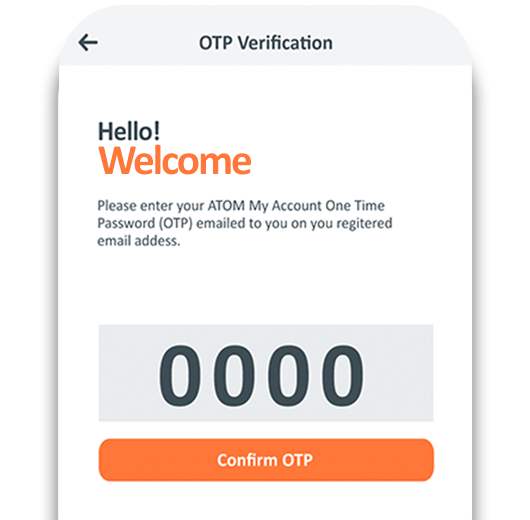 OTP Verification
Hello!
Welcome
Please enter your ATOM My Account One Time
Password (OTP) emailed to you on you regitered
email addess.
0000
Confirm OTP